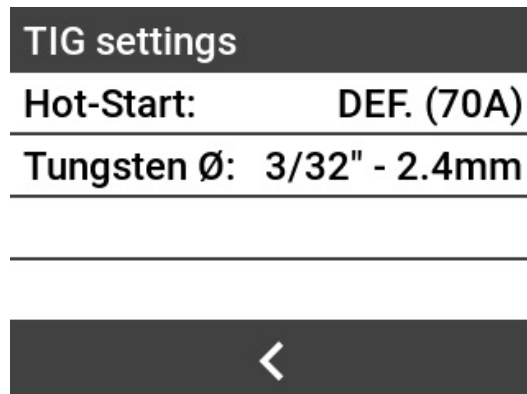 TIG settings
Hot-Start: DEF. (70A)
Tungsten Ø: 3/32" - 2.4mm